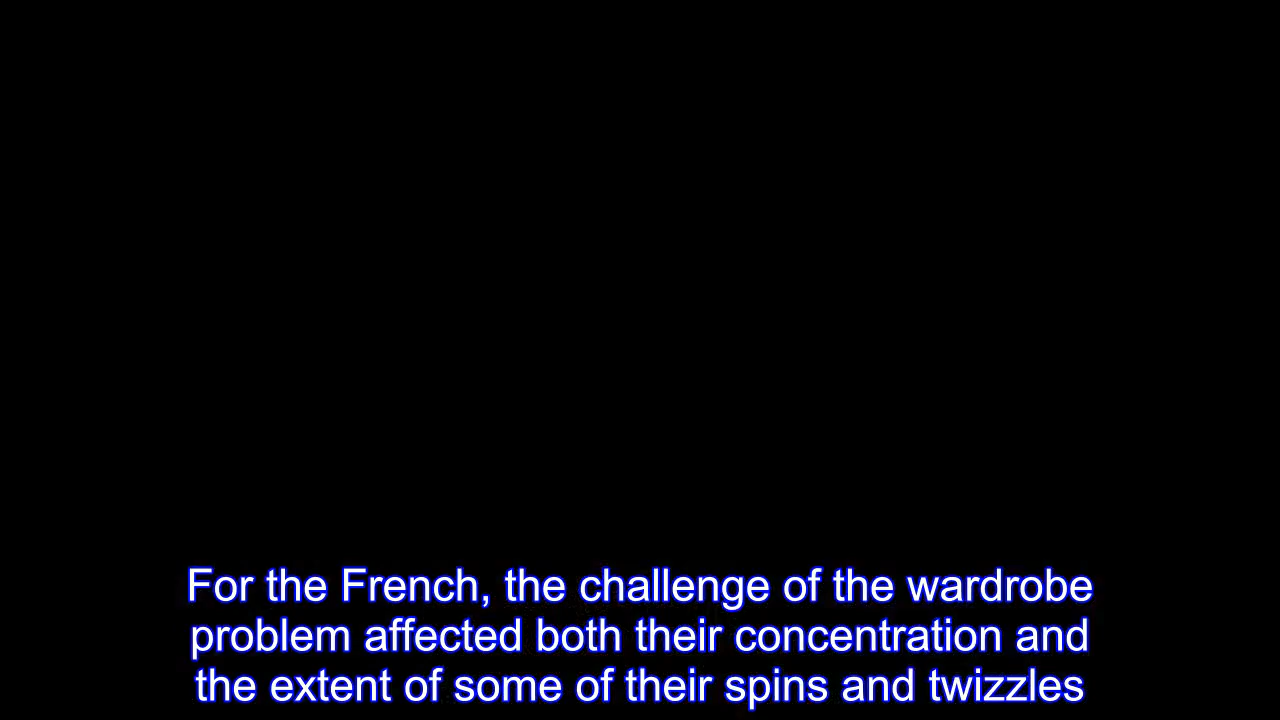 For the French, the challenge of the wardrobe
problem affected both their concentration and
the extent of some of their spins and twizzles